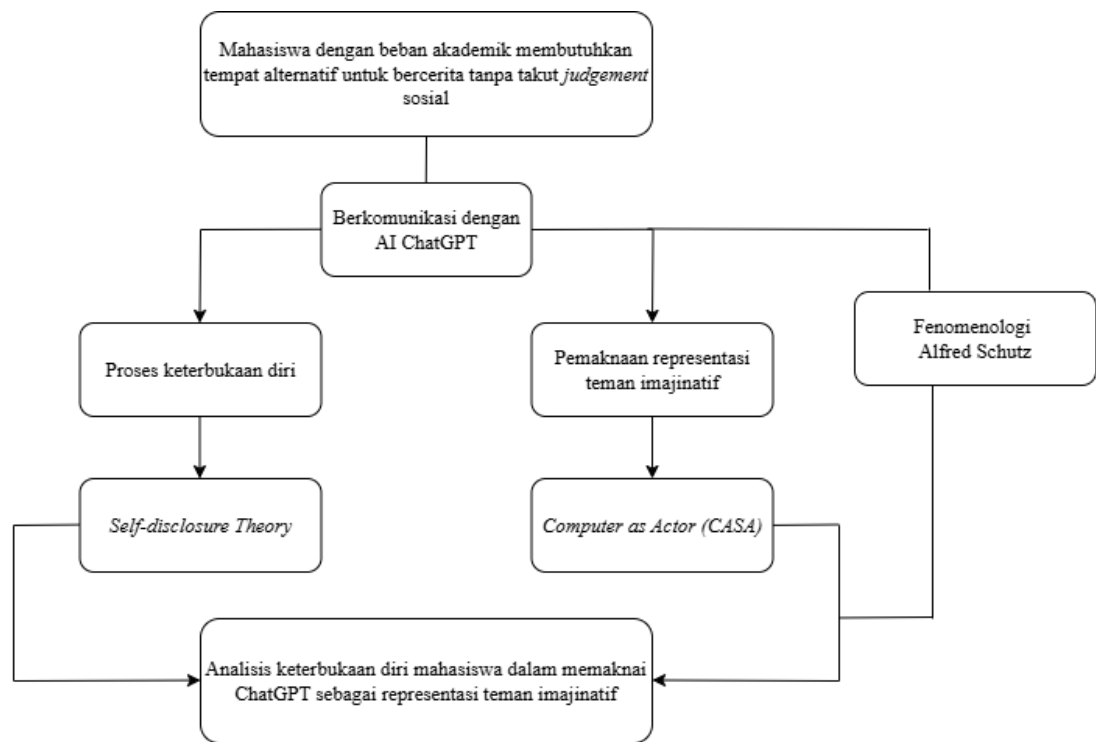 Mahasiswa dengan beban akademik membutuhkan
tempat alternatif untuk bercerita tanpa takut judgement
sosial
Berkomunikasi dengan
AI ChatGPT
Proses keterbukaan diri
Pemaknaan representasi
teman imajinatif
Fenomenologi
Alfred Schutz
Self-disclosure Theory
Computer as Actor (CASA)
Analisis keterbukaan diri mahasiswa dalam memaknai
ChatGPT sebagai representasi teman imajinatif